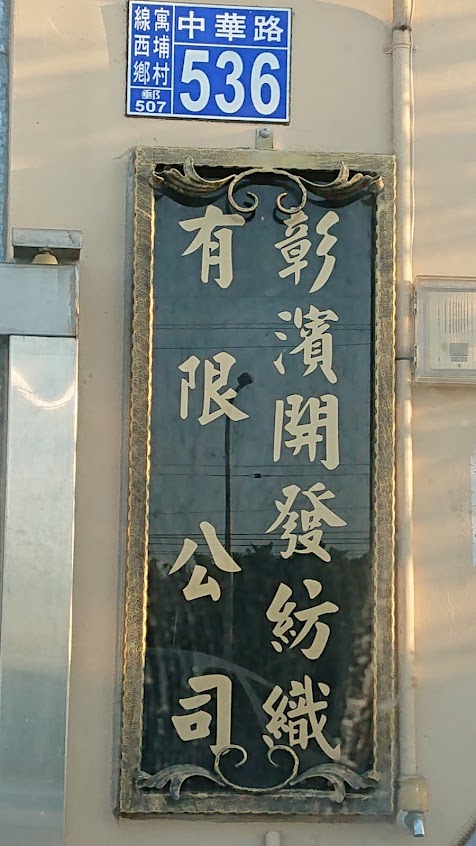 寓埔村
線西鄉
郵507
中華路
536
彰濱開發紡織
有限公司